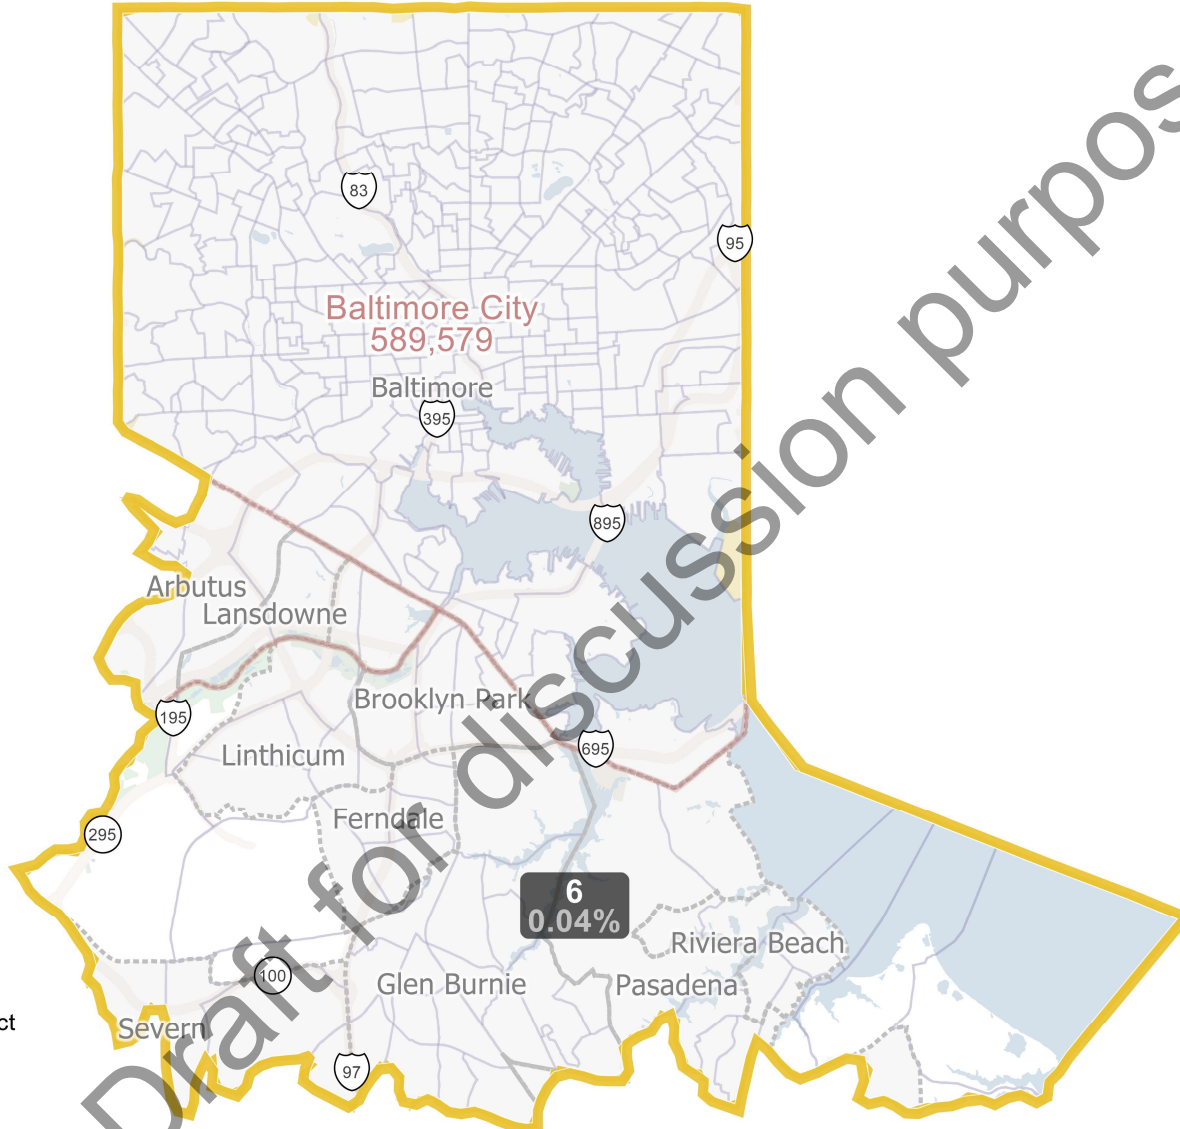 83
95
Baltimore City
589,579
Baltimore
395
895
Arbutus
Lansdowne
Brooklyn Park
195
695
Linthicum
Ferndale
295
6
0.04%
Riviera Beach
100
Glen Burnie
Pasadena
ct
Severn
97
Draft for discussion purpos